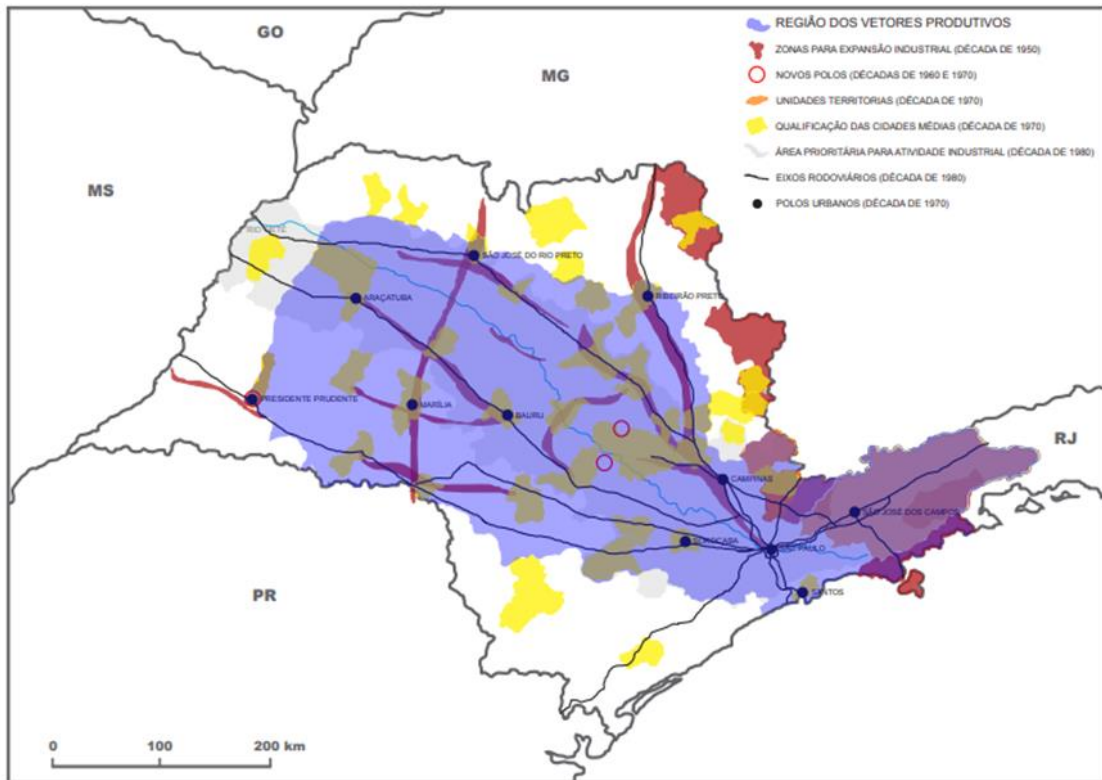 GO
MG
MS
PR
RJ
REGIÃO DOS VETORES PRODUTIVOS
ZONAS PARA EXPANSÃO INDUSTRIAL (DÉCADA DE 1950)
NOVOS POLOS (DÉCADAS DE 1960 E 1970)
UNIDADES TERRITORIAS (DÉCADA DE 1970)
QUALIFICAÇÃO DAS CIDADES MÉDIAS (DÉCADA DE 1970)
ÁREA PRIORITÁRIA PARA ATIVIDADE INDUSTRIAL (DÉCADA DE 1980)
EIXOS RODOVIÁRIOS (DÉCADA DE 1980)
POLOS URBANOS (DÉCADA DE 1970)
RIO TIETÊ
SÃO JOSÉ DO RIO PRETO
ARAÇATUBA
RIBEIRÃO PRETO
PRESIDENTE PRUDENTE
MARÍLIA
BAURU
CAMPINAS
SÃO JOSÉ DOS CAMPOS
SOROCABA
SÃO PAULO
SANTOS
0 100 200 km